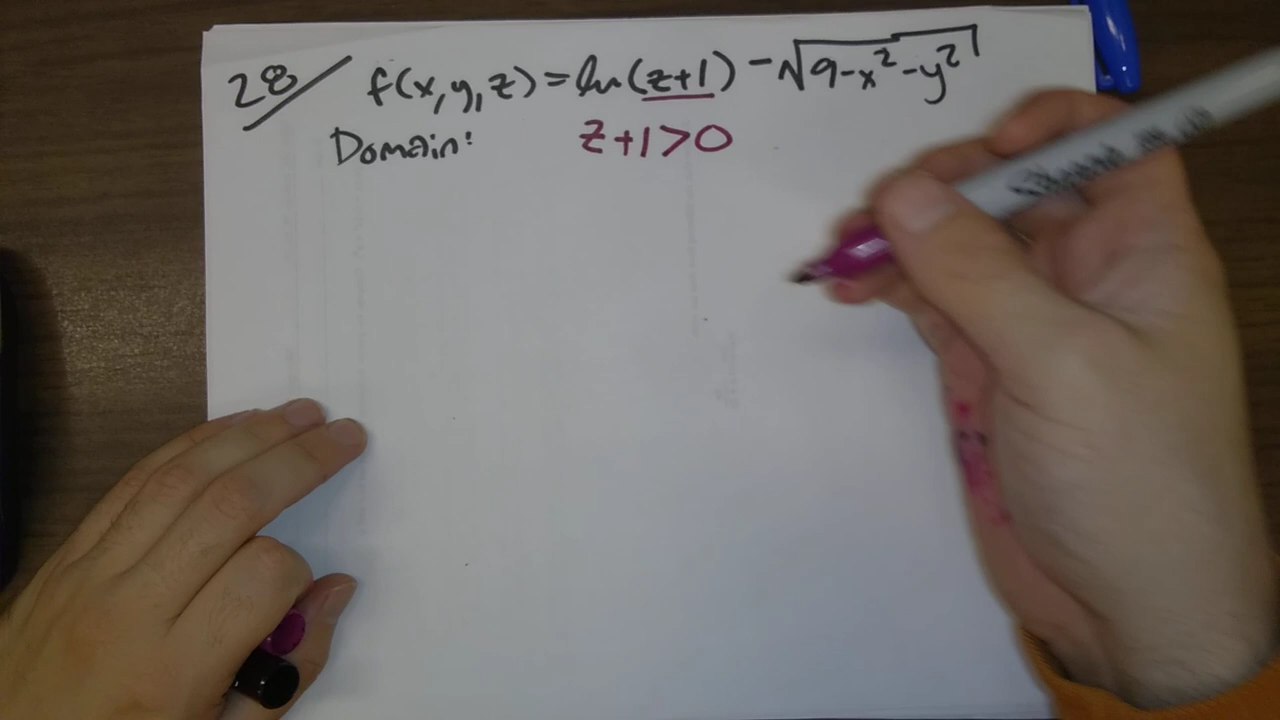 28/ f(x,y,z)=ln(z+1)-√(9-x²-y²)
Domain: z+1>0